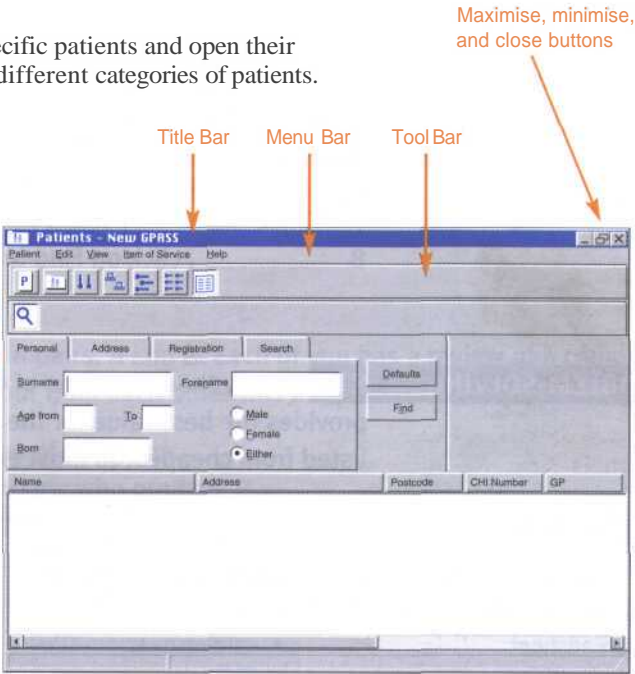 Maximise, minimise,
and close buttons
ecific patients and open their
different categories of patients.
Title Bar Menu Bar Tool Bar
Patients - New GPASS
Patient Edit View Item of Service Help
P
Personal Address Registration Search
Surname Forename Defaults
Age from To Male Find
Female
Born Either
Name Address Postcode CHI Number GP